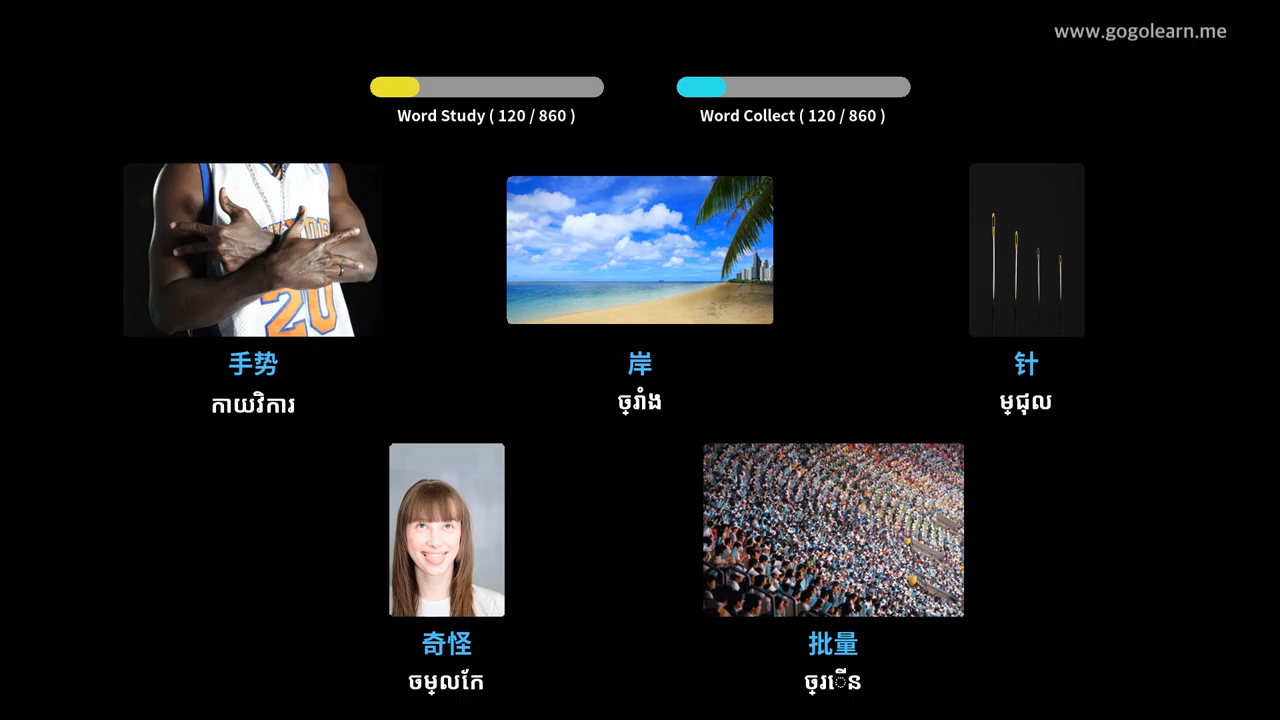 www.gogolearn.me
Word Study ( 120 / 860 )
Word Collect ( 120 / 860 )
20
手势
កាយវិការ
岸
ច្រាំង
针
ម្ជុល
奇怪
ចម្លកែ
批量
ច្រេីន